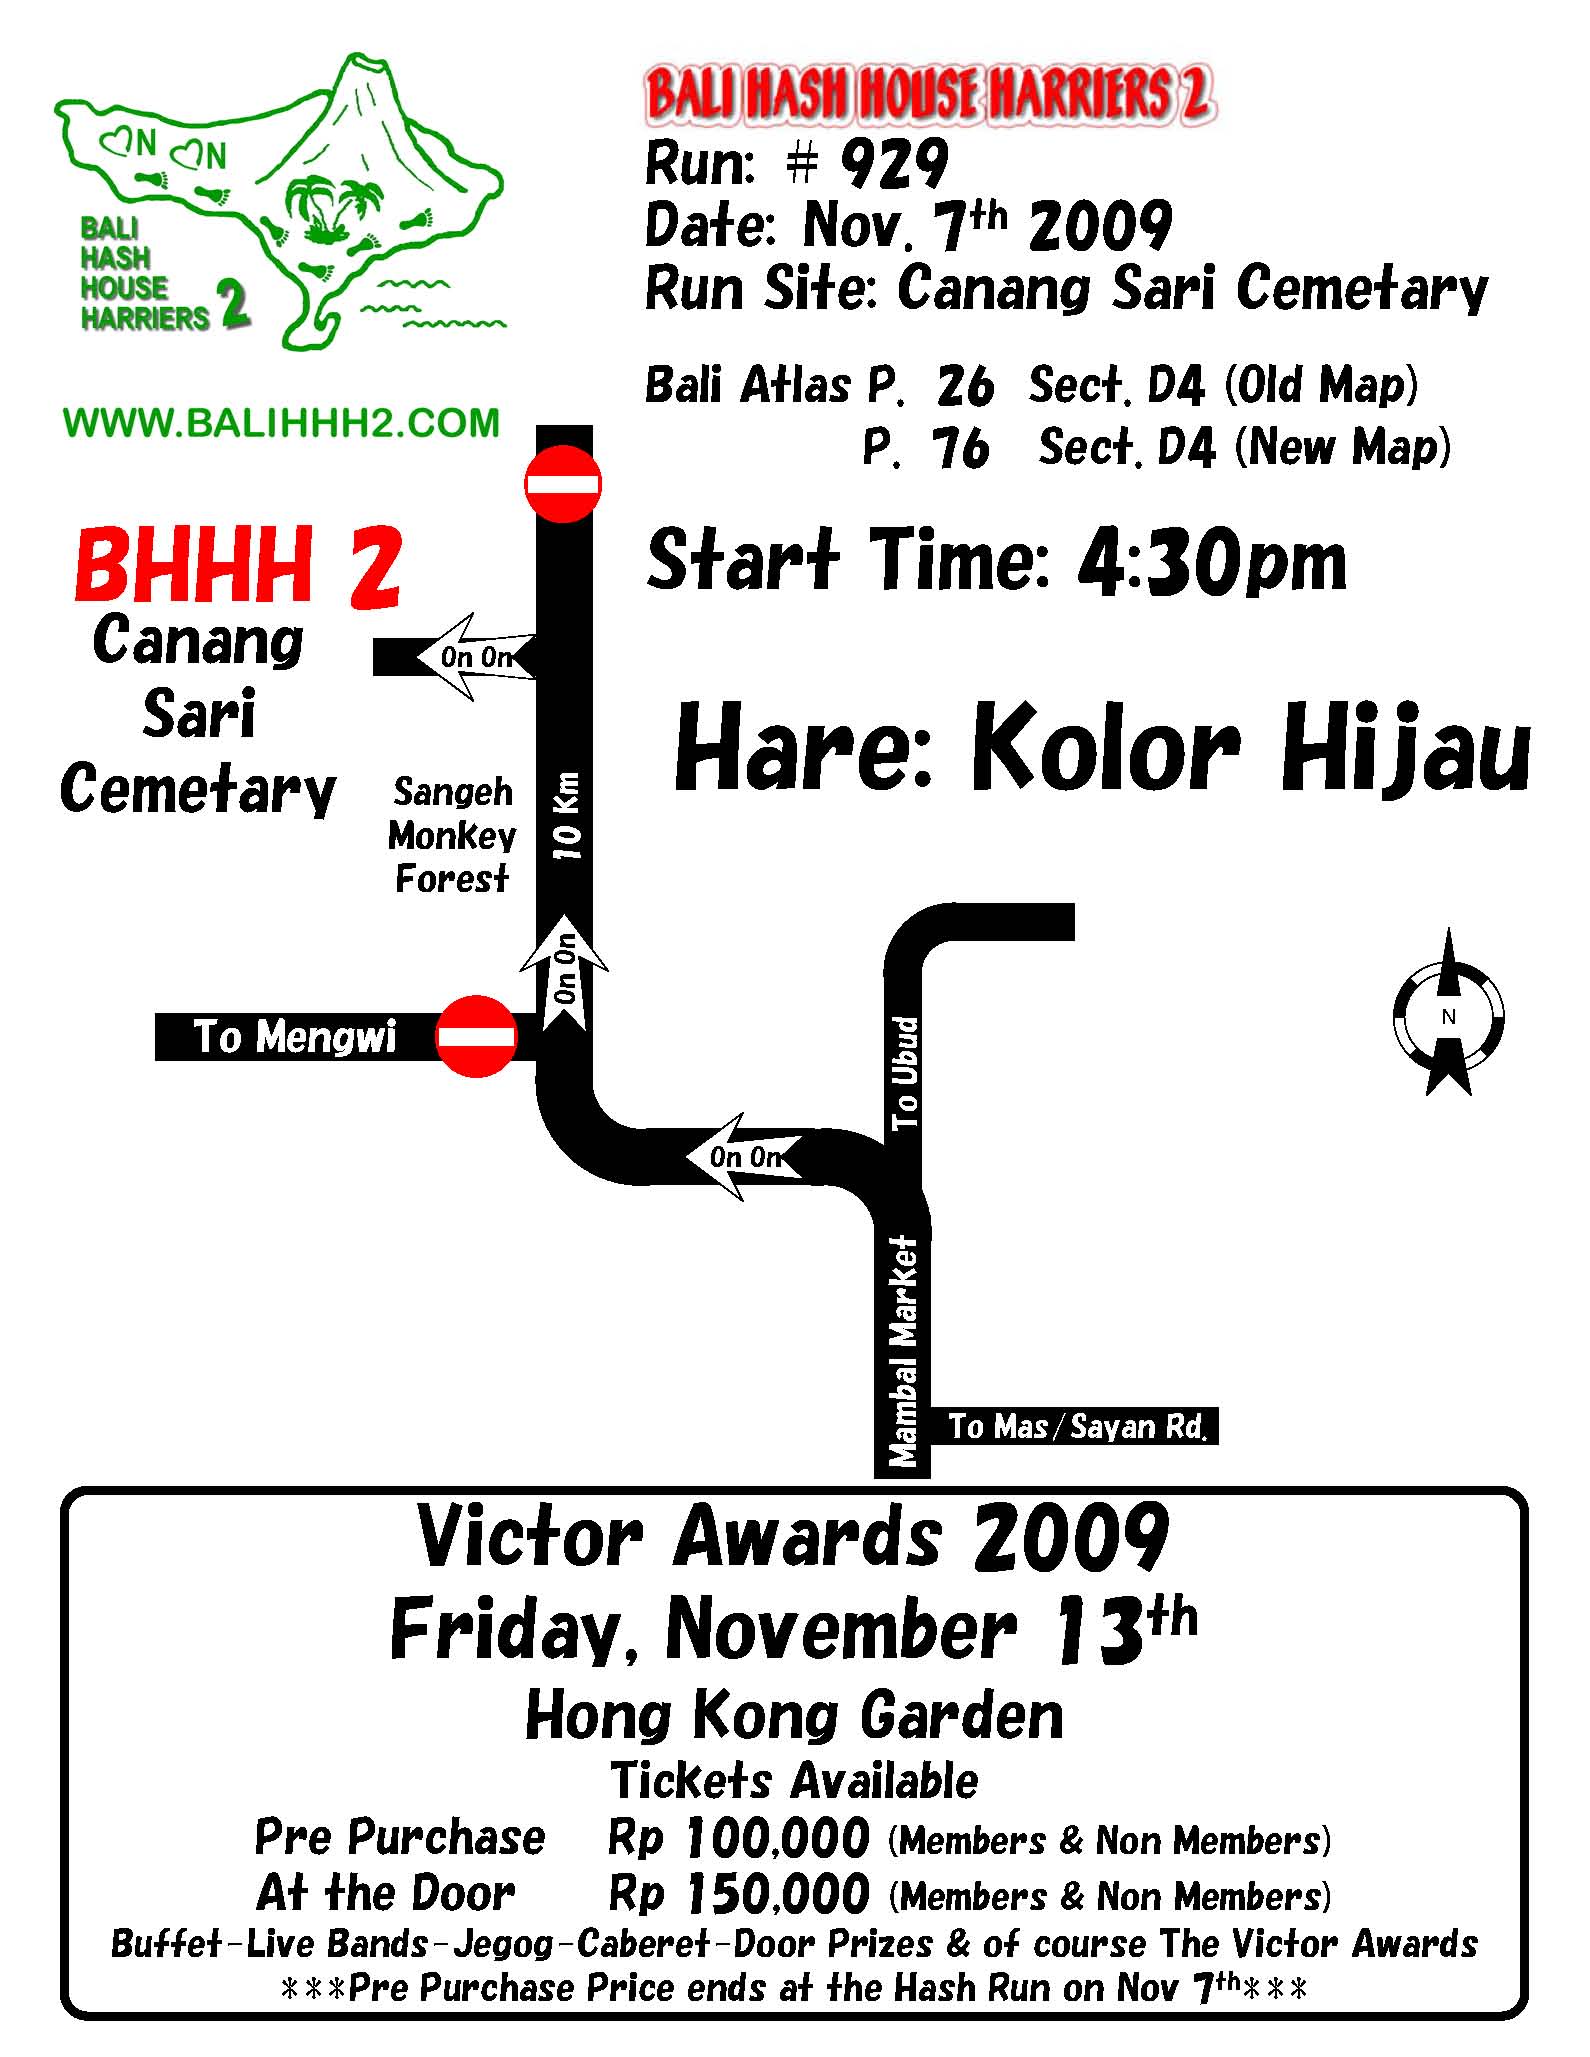 ON ON
BALI
HASH
HOUSE
HARRIERS 2
WWW.BALIHHH2.COM
BALI HASH HOUSE HARRIERS 2
Run: # 929
Date: Nov. 7th 2009
Run Site: Canang Sari Cemetary
Bali Atlas P. 26 Sect. D4 (Old Map)
P. 76 Sect. D4 (New Map)
Start Time: 4:30pm
Hare: Kolor Hijau
BHHH 2
Canang
Sari
Cemetary
On On
Sangeh
Monkey
Forest
10 Km
On On
To Mengwi
On On
To Ubud
N
Mambal Market
To Mas/Sayan Rd.
Victor Awards 2009
Friday, November 13th
Hong Kong Garden
Tickets Available
Pre Purchase Rp 100,000 (Members & Non Members)
At the Door Rp 150,000 (Members & Non Members)
Buffet-Live Bands-Jegog-Caberet-Door Prizes & of course The Victor Awards
***Pre Purchase Price ends at the Hash Run on Nov 7th***